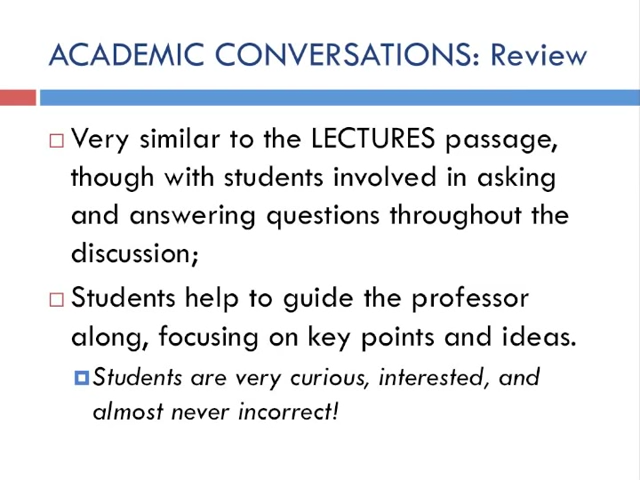 ACADEMIC CONVERSATIONS: Review
Very similar to the LECTURES passage,
though with students involved in asking
and answering questions throughout the
discussion;
Students help to guide the professor
along, focusing on key points and ideas.
Students are very curious, interested, and
almost never incorrect!